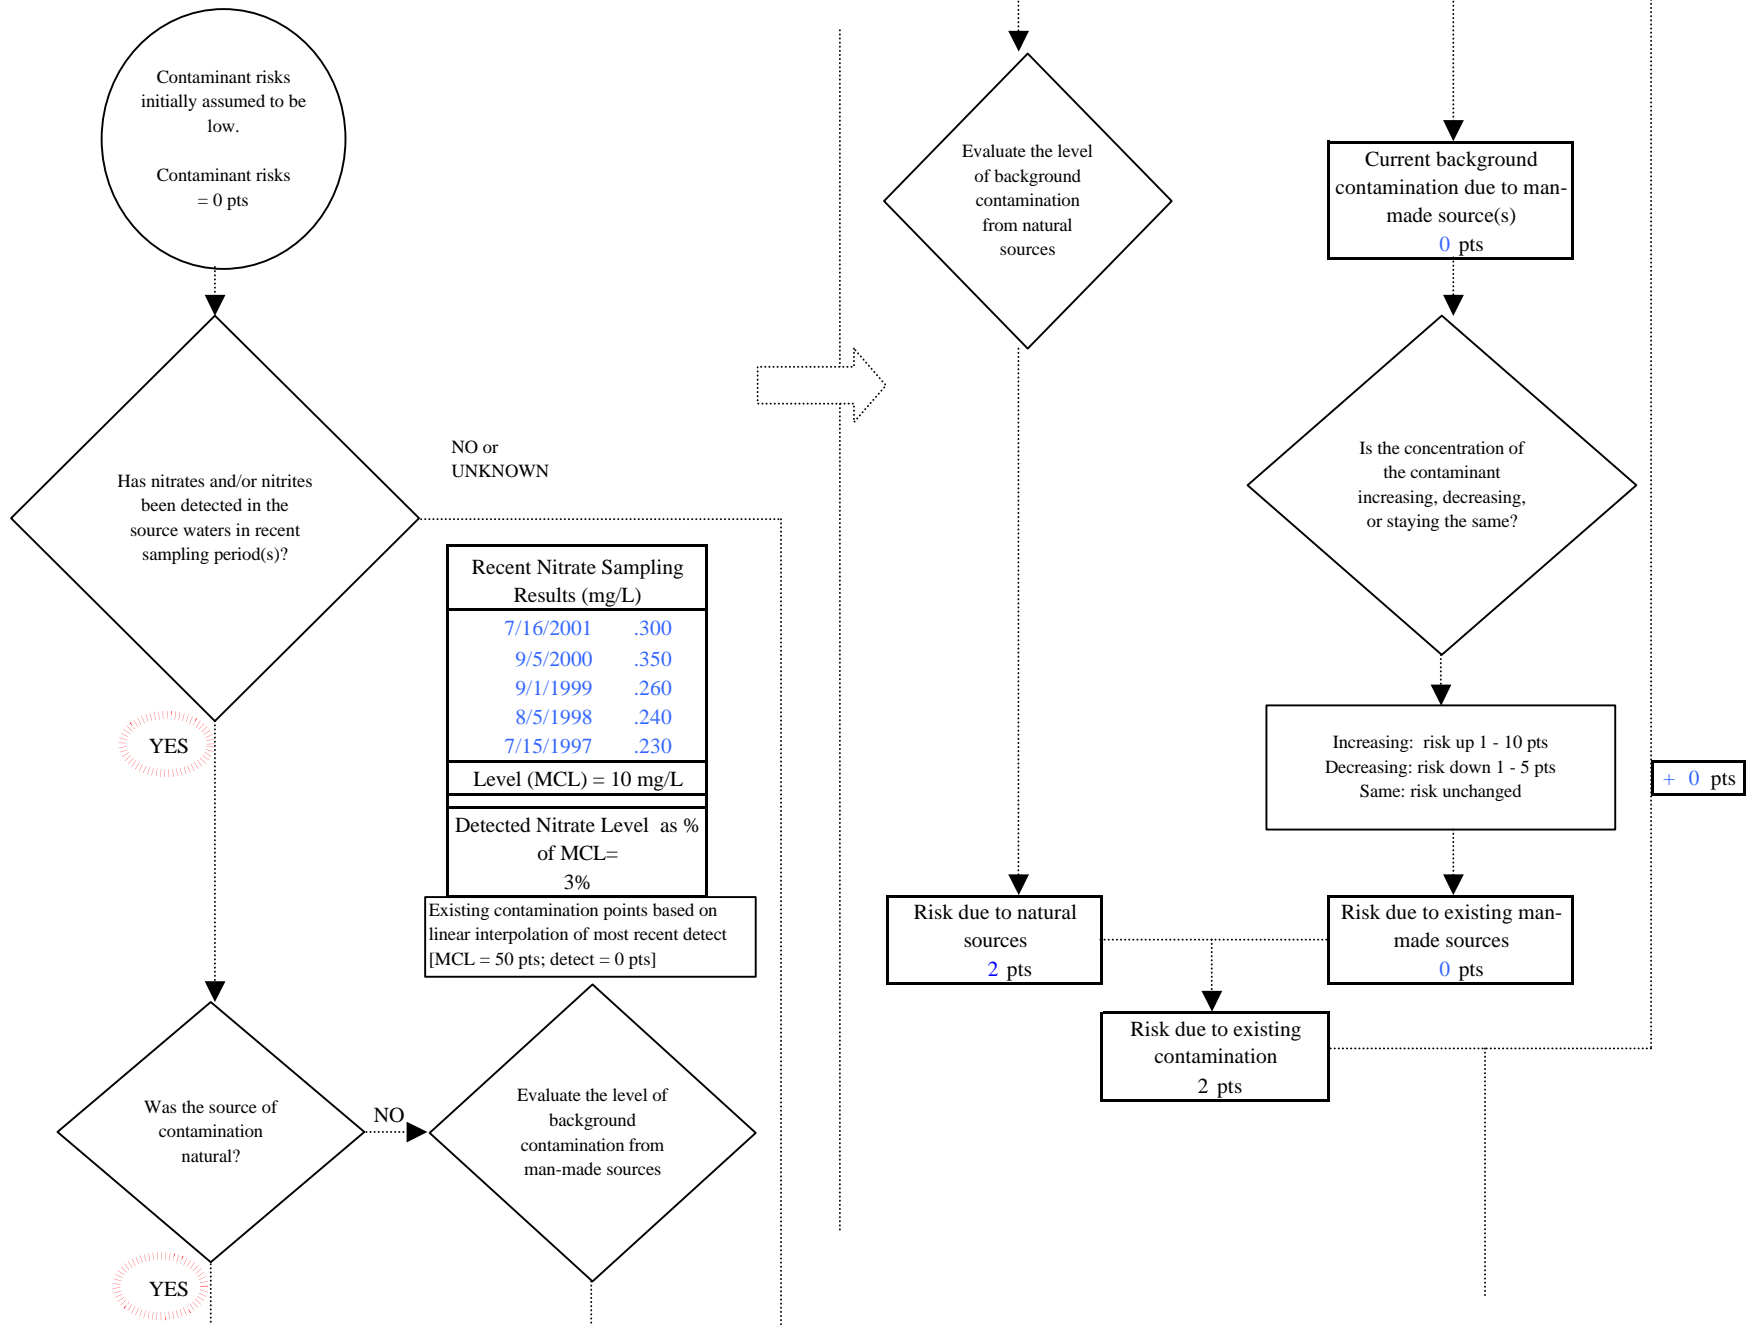 Contaminant risks
initially assumed to be
low.
Contaminant risks
= 0 pts
Has nitrates and/or nitrites
been detected in the
source waters in recent
sampling period(s)?
NO or
UNKNOWN
YES
Recent Nitrate Sampling
Results (mg/L)
7/16/2001 .300
9/5/2000 .350
9/1/1999 .260
8/5/1998 .240
7/15/1997 .230
Level (MCL) = 10 mg/L
Detected Nitrate Level as %
of MCL=
3%
Existing contamination points based on
linear interpolation of most recent detect
[MCL = 50 pts; detect = 0 pts]
Was the source of
contamination
natural?
NO
YES
Evaluate the level of
background
contamination from
man-made sources
Evaluate the level
of background
contamination
from natural
sources
Current background
contamination due to man-
made source(s)
0 pts
Is the concentration of
the contaminant
increasing, decreasing,
or staying the same?
Increasing: risk up 1 - 10 pts
Decreasing: risk down 1 - 5 pts
Same: risk unchanged
+ 0 pts
Risk due to natural
sources
2 pts
Risk due to existing man-
made sources
0 pts
Risk due to existing
contamination
2 pts